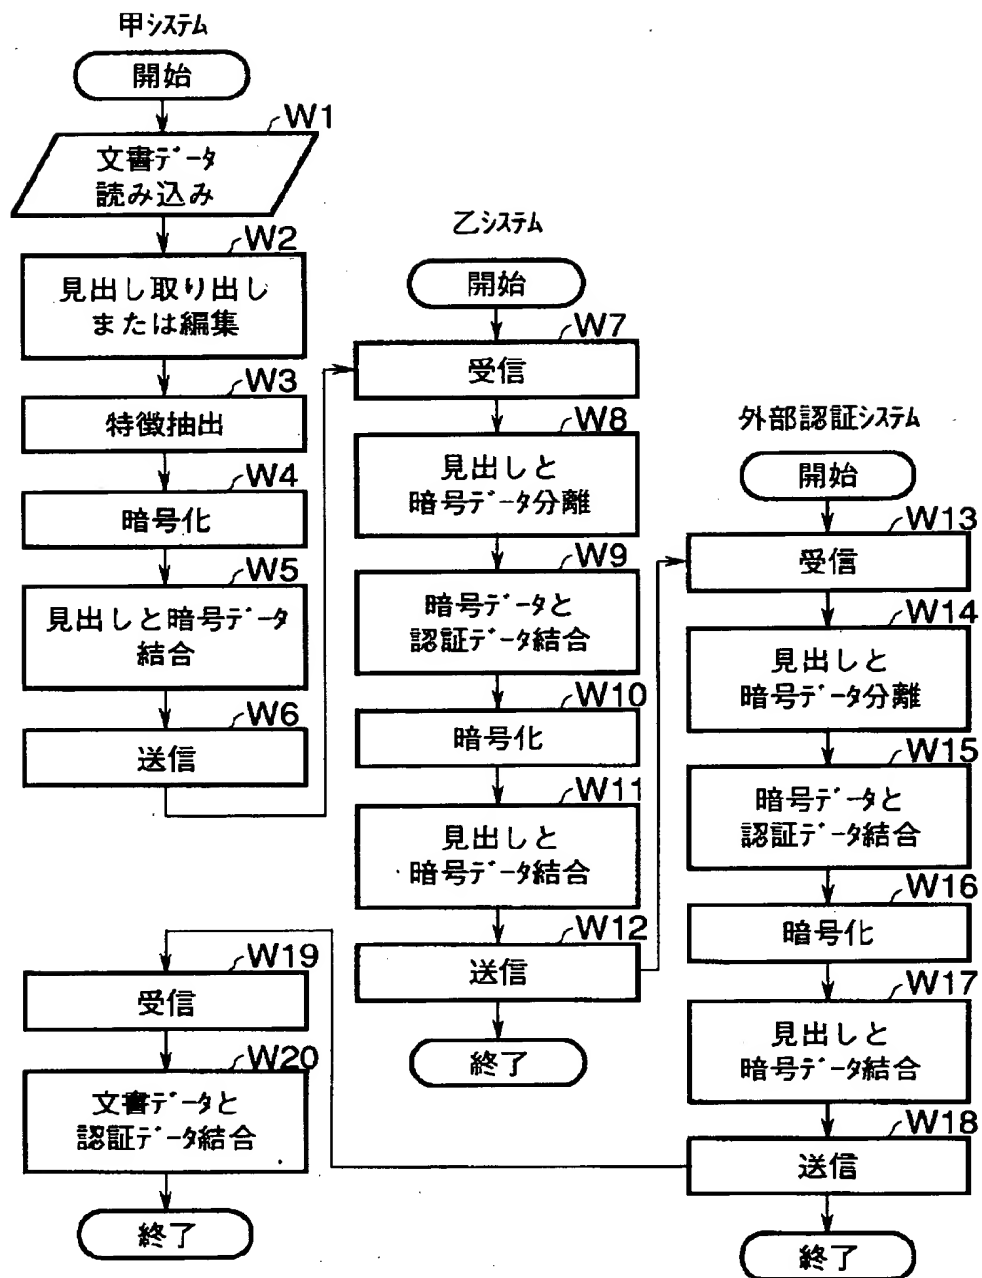 甲システム
開始
W1
文書データ
読み込み
W2
見出し取り出し
または編集
W3
特徴抽出
W4
暗号化
W5
見出しと暗号データ
結合
W6
送信
乙システム
開始
W7
受信
W8
見出しと
暗号データ分離
W9
暗号データと
認証データ結合
W10
暗号化
W11
見出しと
暗号データ結合
W12
送信
終了
外部認証システム
開始
W13
受信
W14
見出しと
暗号データ分離
W15
暗号データと
認証データ結合
W16
暗号化
W17
見出しと
暗号データ結合
W18
送信
終了
W19
受信
W20
文書データと
認証データ結合
終了